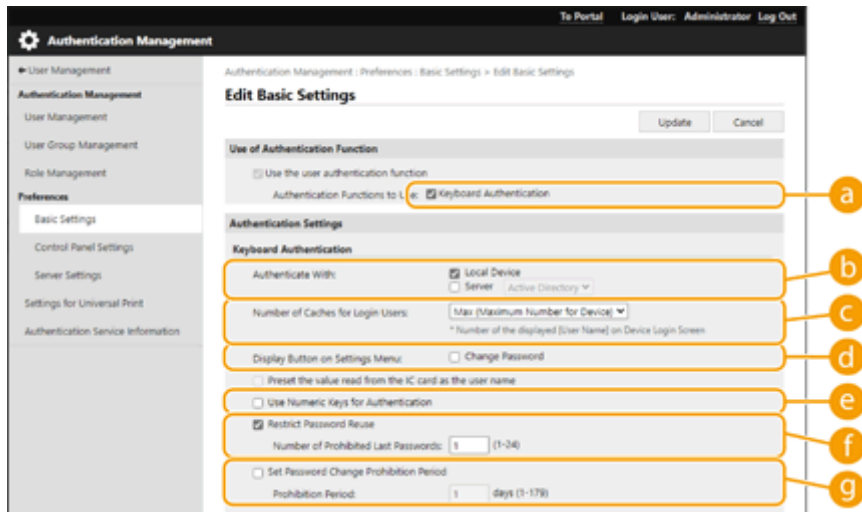 To Portal Login User: Administrator Log Out
Authentication Management
User Management
Authentication Management : Preferences : Basic Settings > Edit Basic Settings
Authentication Management
Edit Basic Settings
User Management
Update Cancel
User Group Management
Use of Authentication Function
Role Management
Use the user authentication function
Preferences
Authentication Functions to Use: Keyboard Authentication
a
Basic Settings
Authentication Settings
Control Panel Settings
Keyboard Authentication
Server Settings
Authenticate With: Local Device
Server Active Directory
b
Settings for Universal Print
Number of Caches for Login Users: Max (Maximum Number for Device)
Authentication Service Information
* Number of the displayed [User Name] on Device Login Screen
c
Display Button on Settings Menu: Change Password
d
Preset the value read from the IC card as the user name
Use Numeric Keys for Authentication
e
Restrict Password Reuse
Number of Prohibited Last Passwords: 1 (1-24)
f
Set Password Change Prohibition Period
Prohibition Period: 1 days (1-179)
g